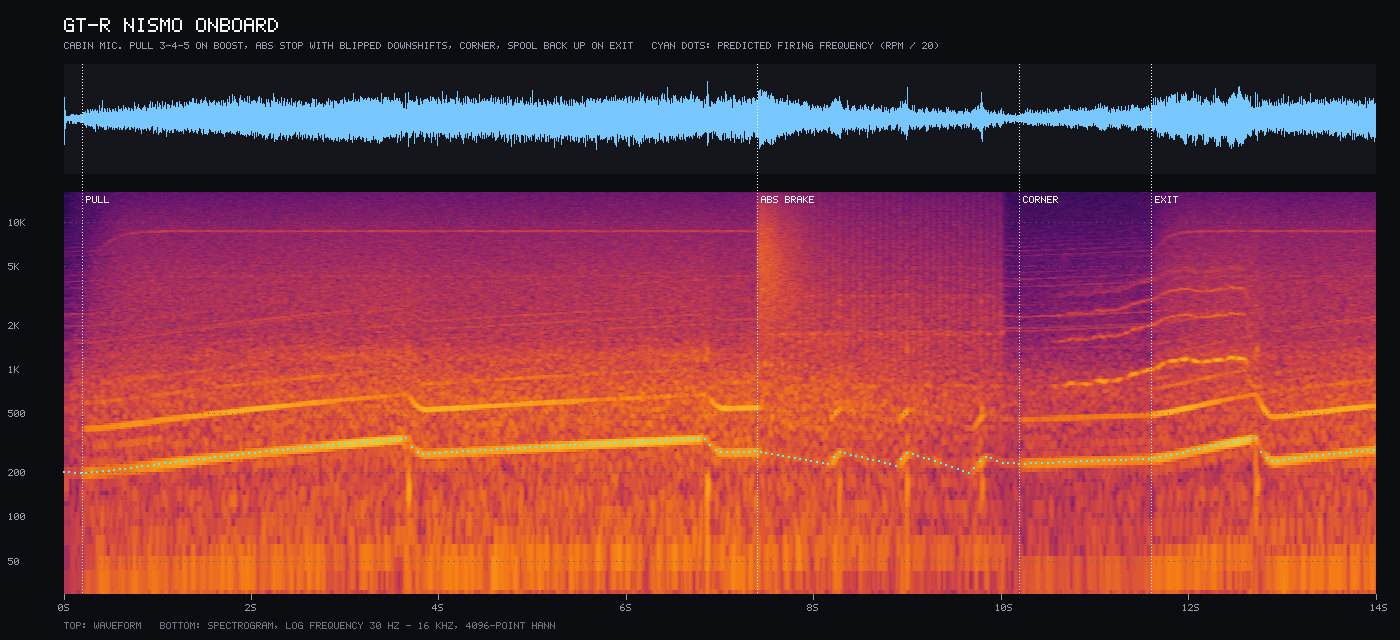 GT-R NISMO ONBOARD
CABIN MIC. PULL 3-4-5 ON BOOST, ABS STOP WITH BLIPPED DOWNSHIFTS, CORNER, SPOOL BACK UP ON EXIT   CYAN DOTS: PREDICTED FIRING FREQUENCY (RPM / 20)
PULL   ABS BRAKE   CORNER   EXIT
10K
5K
2K
1K
500
200
100
50
0S   2S   4S   6S   8S   10S   12S   14S
TOP: WAVEFORM   BOTTOM: SPECTROGRAM, LOG FREQUENCY 30 HZ - 16 KHZ, 4096-POINT HANN